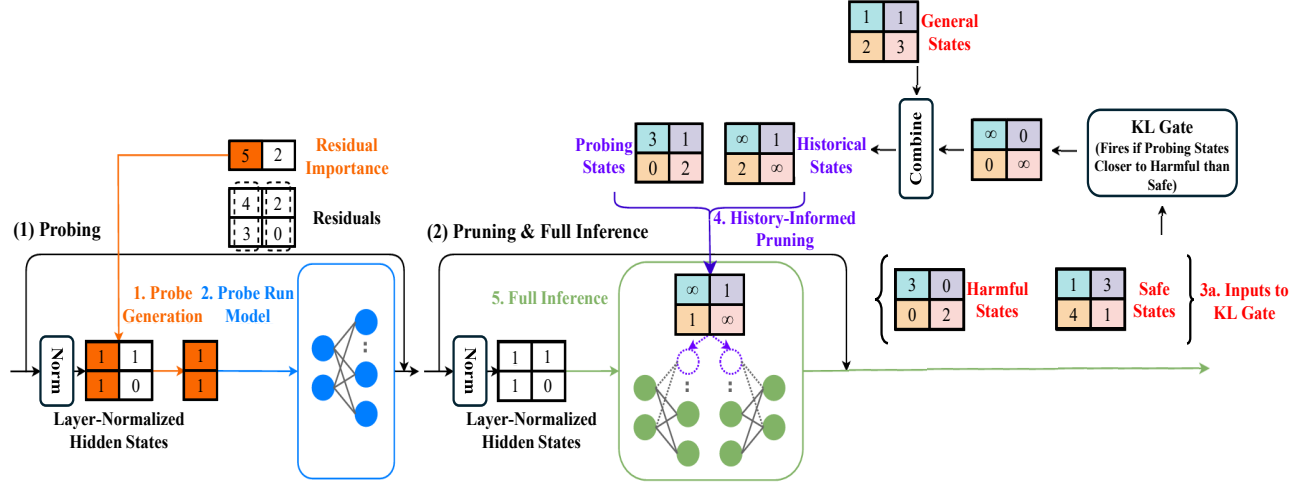 1 1
2 3
General
States
5 2
Residual
Importance
4 2
3 0
Residuals
(1) Probing
1. Probe
Generation
2. Probe Run
Model
Norm
1 1
1 0
1
1
Layer-Normalized
Hidden States
Probing
States
3 1
0 2
∞ 1
2 ∞
Historical
States
Combine
∞ 0
0 ∞
KL Gate
(Fires if Probing States
Closer to Harmful than
Safe)
4. History-Informed
Pruning
(2) Pruning & Full Inference
5. Full Inference
∞ 1
1 ∞
Norm
1 1
1 0
Layer-Normalized
Hidden States
3 0
0 2
Harmful
States
1 3
4 1
Safe
States
3a. Inputs to
KL Gate